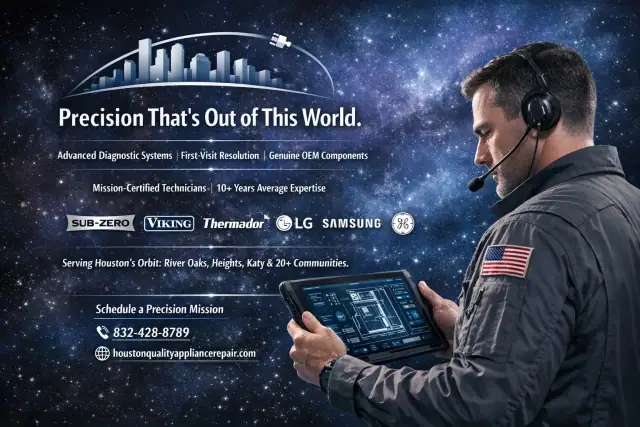 Precision That's Out of This World.
Advanced Diagnostic Systems | First-Visit Resolution | Genuine OEM Components
Mission-Certified Technicians | 10+ Years Average Expertise
SUB-ZERO VIKING Thermador LG SAMSUNG GE
Serving Houston's Orbit: River Oaks, Heights, Katy & 20+ Communities.
Schedule a Precision Mission
832-428-8789
houstonqualityappliancerepair.com